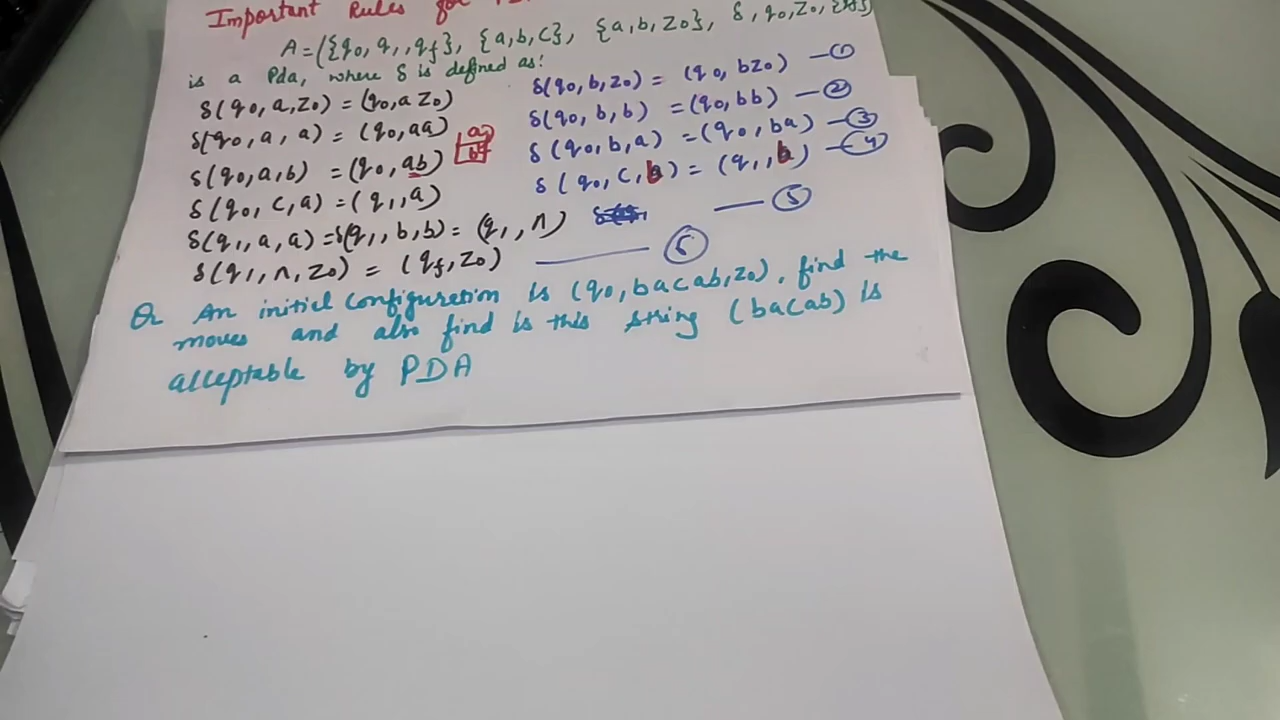 Important Rules for
A = ({q0, q1, qf}, {a,b,c}, {a,b,Z0}, δ, q0, Z0, {qf})
is a Pda, where δ is defined as:
δ(q0, a, Z0) = (q0, a Z0) δ(q0, b, Z0) = (q0, bZ0) —①
δ(q0, a, a) = (q0, aa) δ(q0, b, b) = (q0, bb) —②
δ(q0, a, b) = (q0, ab) δ(q0, b, a) = (q0, ba) —③
δ(q0, c, a) = (q1, a) δ(q0, c, b) = (q1, b) —④
δ(q1, a, a) = δ(q1, b, b) = (q1, Λ) —⑤
δ(q1, Λ, Z0) = (qf, Z0) —⑥
Q An initial configuretion is (q0, bacab, Z0), find the
moves and also find is this string (bacab) is
acceptable by PDA